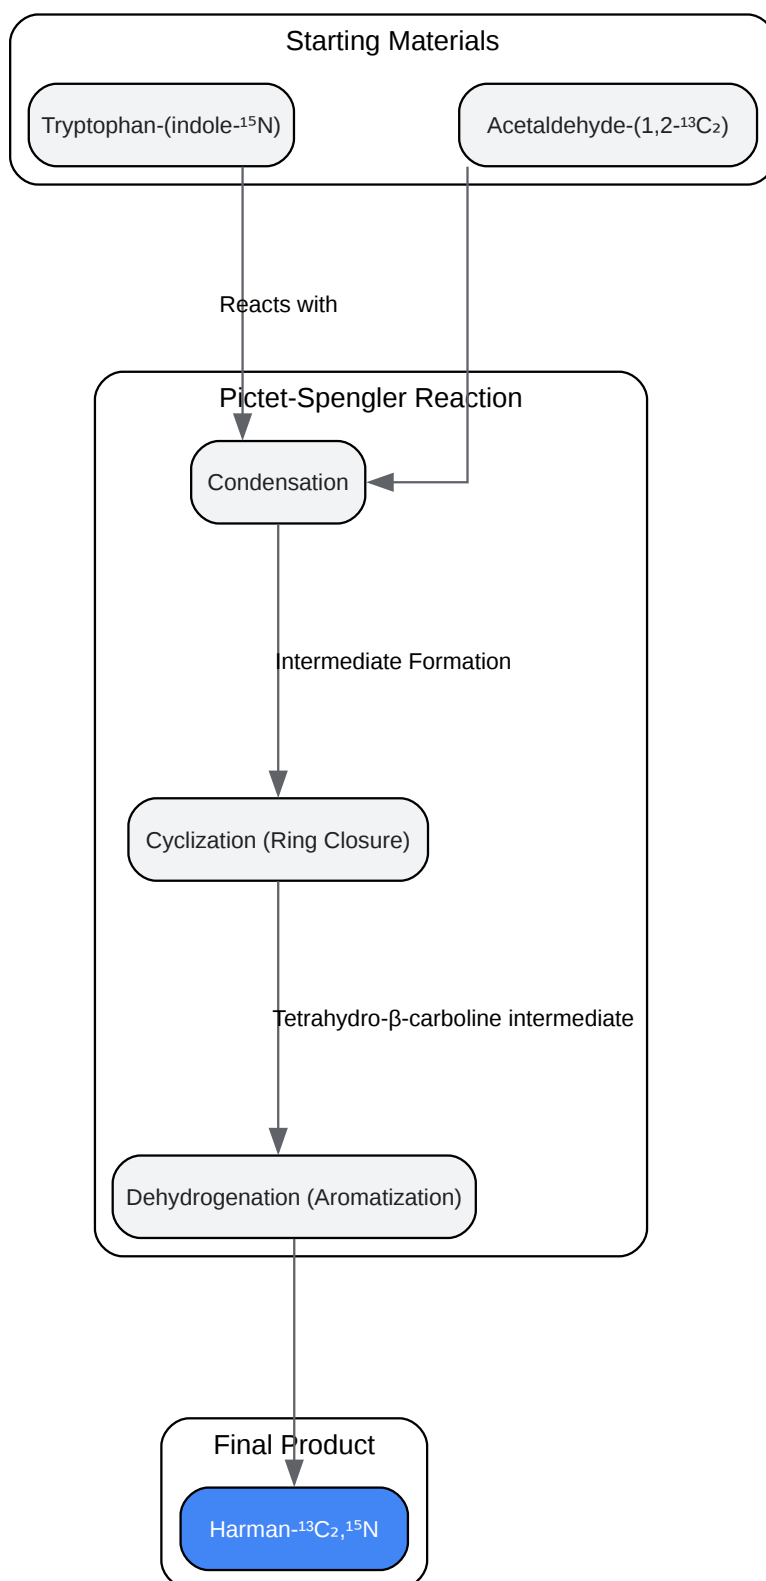 Starting Materials
Tryptophan-(indole-¹⁵N)
Acetaldehyde-(1,2-¹³C₂)
Reacts with
Pictet-Spengler Reaction
Condensation
Intermediate Formation
Cyclization (Ring Closure)
Tetrahydro-β-carboline intermediate
Dehydrogenation (Aromatization)
Final Product
Harman-¹³C₂,¹⁵N